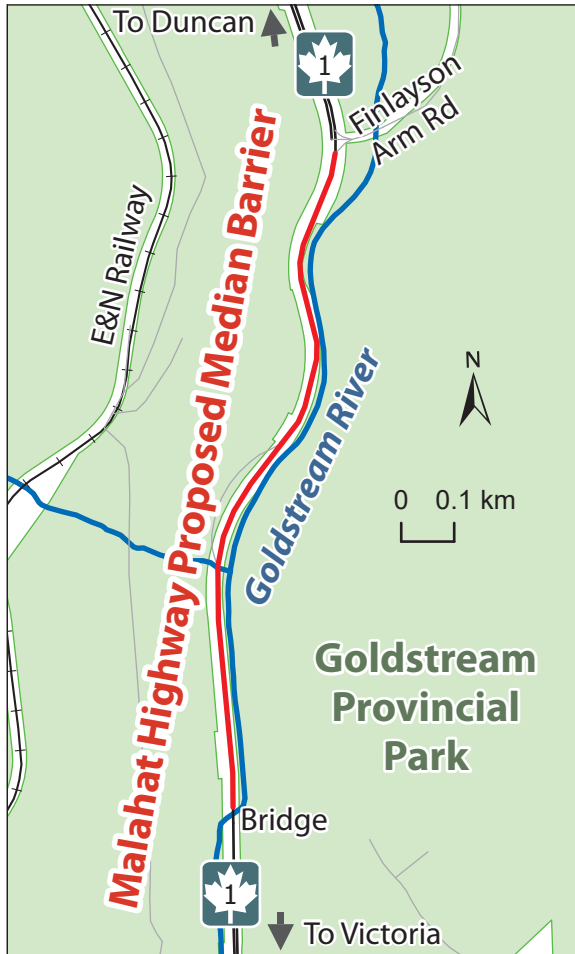 To Duncan
1
Finlayson
Arm Rd
Malahat Highway Proposed Median Barrier
E&N Railway
N
Goldstream River
0 0.1 km
Goldstream
Provincial
Park
Bridge
1
To Victoria